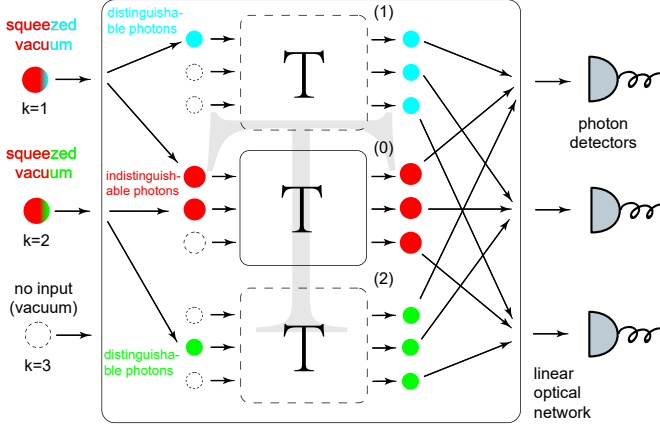 squeezed
vacuum
k=1
squeezed
vacuum
k=2
no input
(vacuum)
k=3
distinguisha-
ble photons
(1)
T
indistinguish-
able photons
(0)
T
T
distinguisha-
ble photons
(2)
T
photon
detectors
linear
optical
network